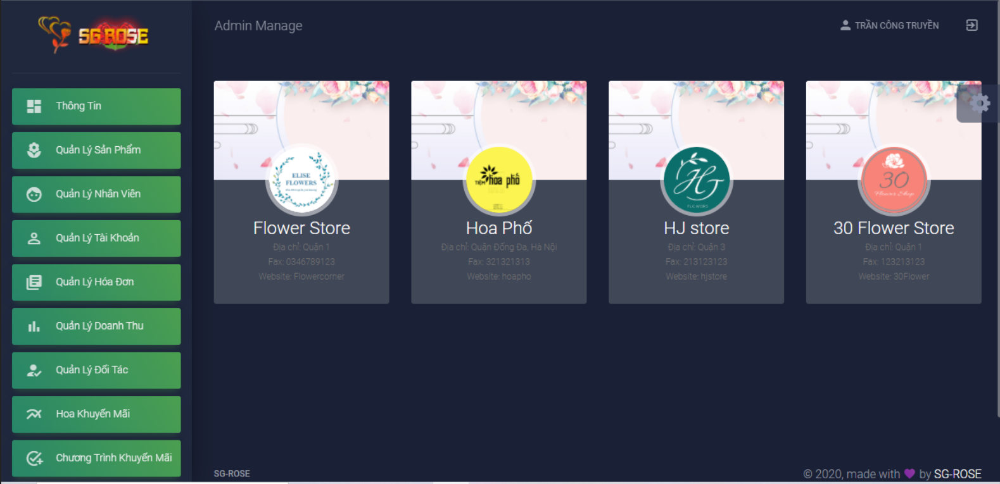 SG-ROSE
Admin Manage
TRẦN CÔNG TRUYỀN
Thông Tin
Quản Lý Sản Phẩm
Quản Lý Nhân Viên
Quản Lý Tài Khoản
Quản Lý Hóa Đơn
Quản Lý Doanh Thu
Quản Lý Đối Tác
Hoa Khuyến Mãi
Chương Trình Khuyến Mãi
ELISE
FLOWERS
Flower Store
Địa chỉ: Quận 1
Fax: 0346789123
Website: Flowercorner
TIỆM hoa phố
Hoa Phố
Địa chỉ: Quận Đống Đa, Hà Nội
Fax: 321321313
Website: hoapho
HJ
FLOWERS
HJ store
Địa chỉ: Quận 3
Fax: 213123123
Website: hjstore
30
Flower Shop
30 Flower Store
Địa chỉ: Quận 1
Fax: 123213123
Website: 30Flower
SG-ROSE
© 2020, made with by SG-ROSE